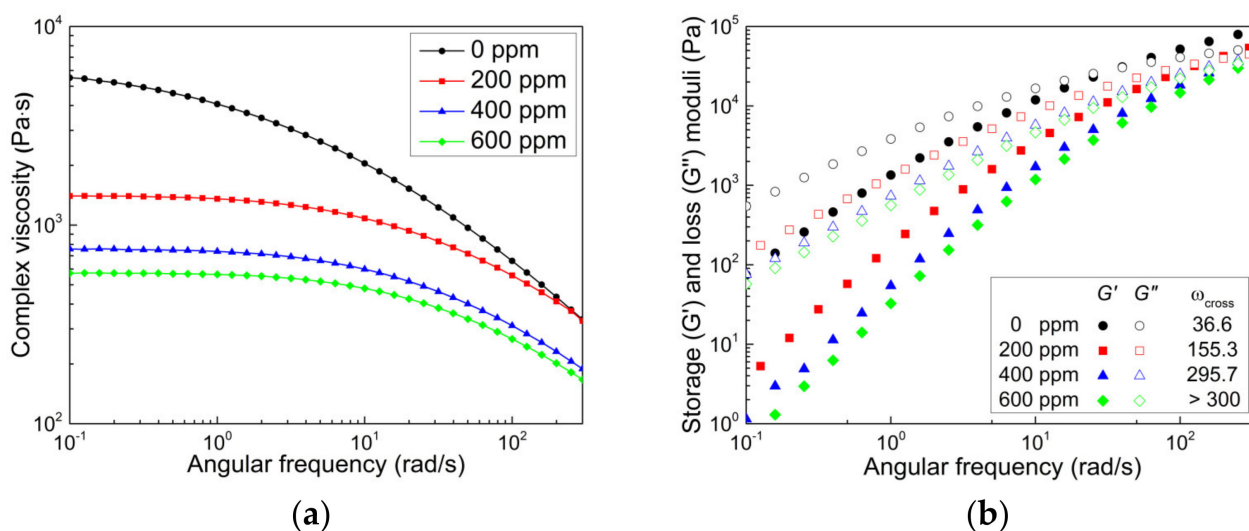 10⁴
10³
10²
Complex viscosity (Pa·s)
0 ppm
200 ppm
400 ppm
600 ppm
10⁻¹ 10⁰ 10¹ 10²
Angular frequency (rad/s)
(a)
10⁵
10⁴
10³
10²
10¹
10⁰
Storage (G') and loss (G'') moduli (Pa)
G' G'' ω_cross
0 ppm 36.6
200 ppm 155.3
400 ppm 295.7
600 ppm > 300
10⁻¹ 10⁰ 10¹ 10²
Angular frequency (rad/s)
(b)